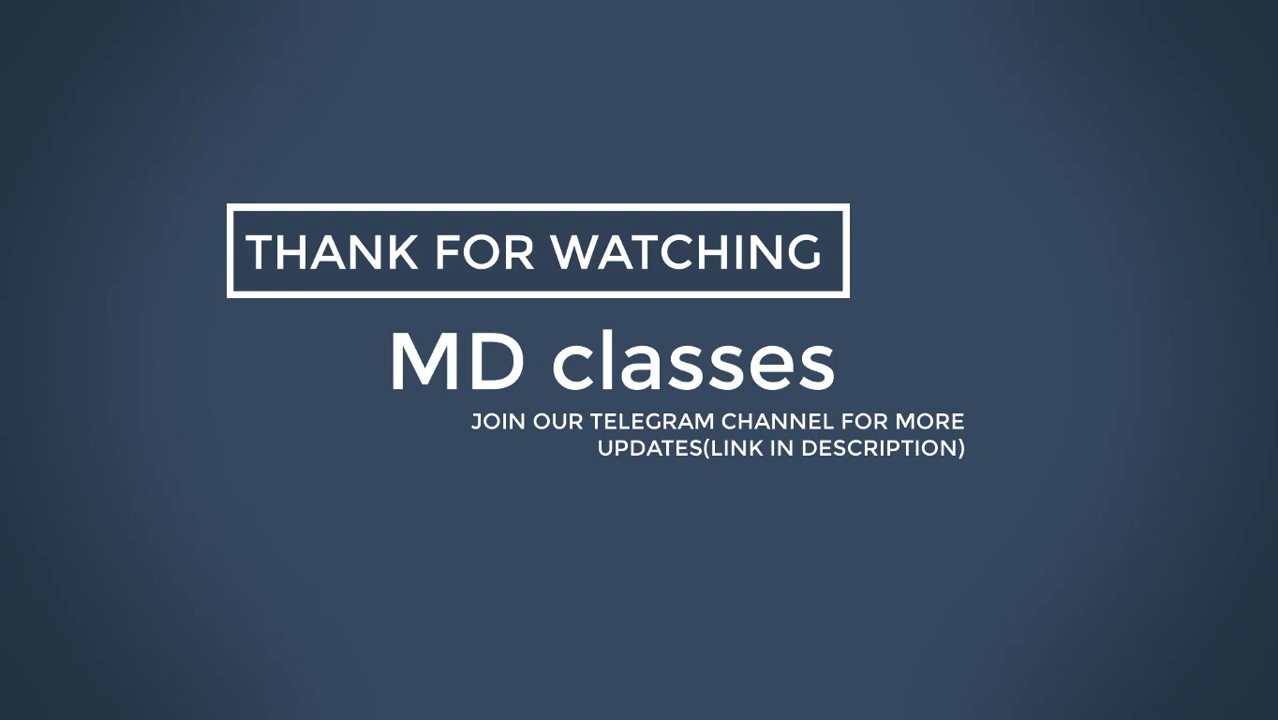 THANK FOR WATCHING
MD classes
JOIN OUR TELEGRAM CHANNEL FOR MORE
UPDATES(LINK IN DESCRIPTION)